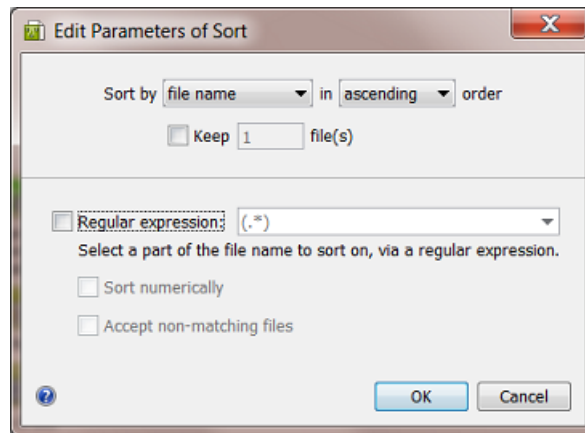 Edit Parameters of Sort
X
Sort by file name in ascending order
Keep 1 file(s)
Regular expression: (.*)
Select a part of the file name to sort on, via a regular expression.
Sort numerically
Accept non-matching files
? OK Cancel